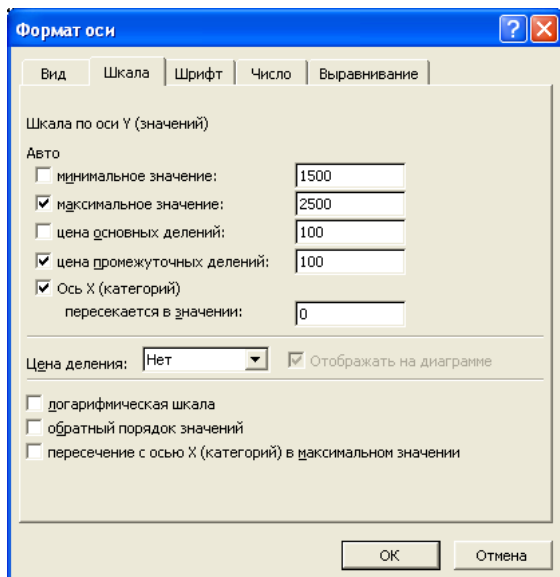 Формат оси
Вид Шкала Шрифт Число Выравнивание
Шкала по оси Y (значений)
Авто
минимальное значение: 1500
максимальное значение: 2500
цена основных делений: 100
цена промежуточных делений: 100
Ось X (категорий)
пересекается в значении: 0
Цена деления: Нет Отображать на диаграмме
логарифмическая шкала
обратный порядок значений
пересечение с осью X (категорий) в максимальном значении
ОК Отмена